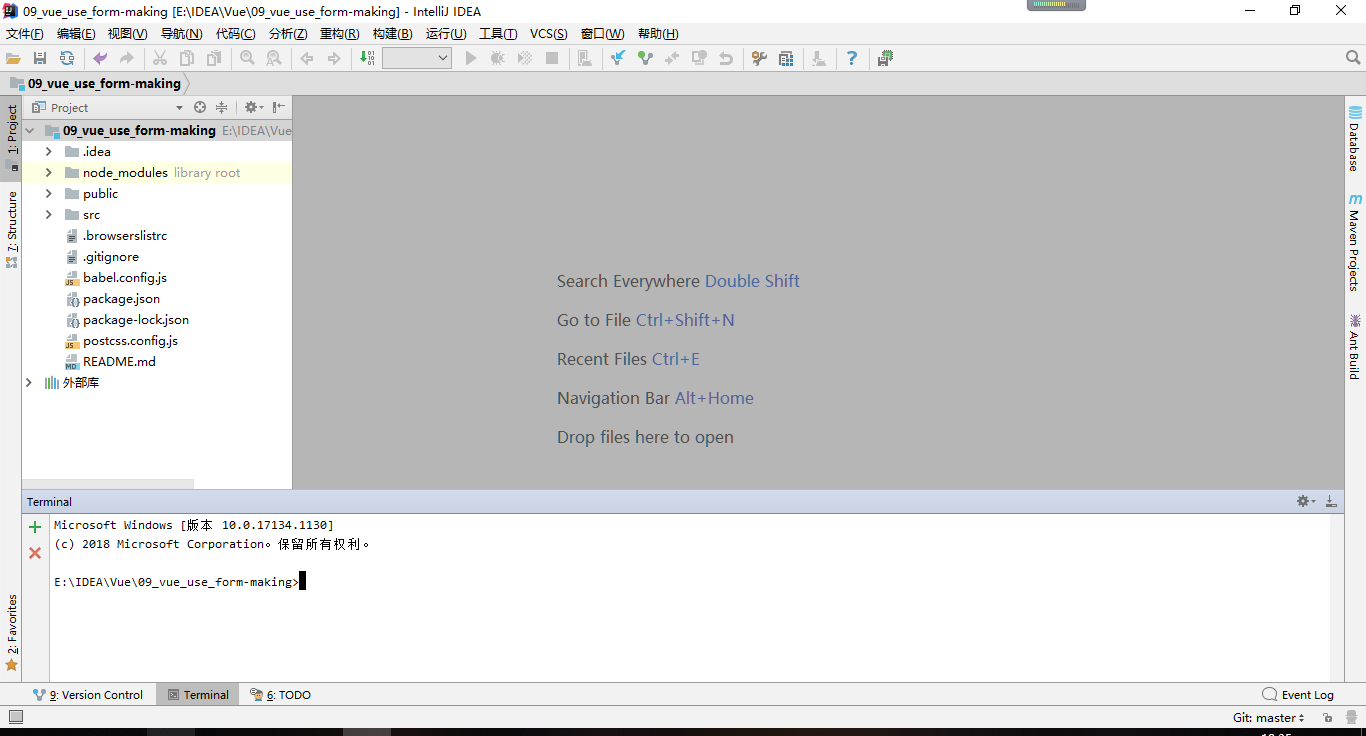 09_vue_use_form-making [E:\IDEA\Vue\09_vue_use_form-making] - IntelliJ IDEA
文件(F) 编辑(E) 视图(V) 导航(N) 代码(C) 分析(Z) 重构(R) 构建(B) 运行(U) 工具(T) VCS(S) 窗口(W) 帮助(H)
09_vue_use_form-making
1: Project
7: Structure
2: Favorites
Project
09_vue_use_form-making E:\IDEA\Vue
.idea
node_modules library root
public
src
.browserslistrc
.gitignore
babel.config.js
package.json
package-lock.json
postcss.config.js
README.md
外部库
Search Everywhere Double Shift
Go to File Ctrl+Shift+N
Recent Files Ctrl+E
Navigation Bar Alt+Home
Drop files here to open
Database
Maven Projects
Ant Build
Terminal
Microsoft Windows [版本 10.0.17134.1130]
(c) 2018 Microsoft Corporation。保留所有权利。
E:\IDEA\Vue\09_vue_use_form-making>
9: Version Control Terminal 6: TODO Event Log
Git: master